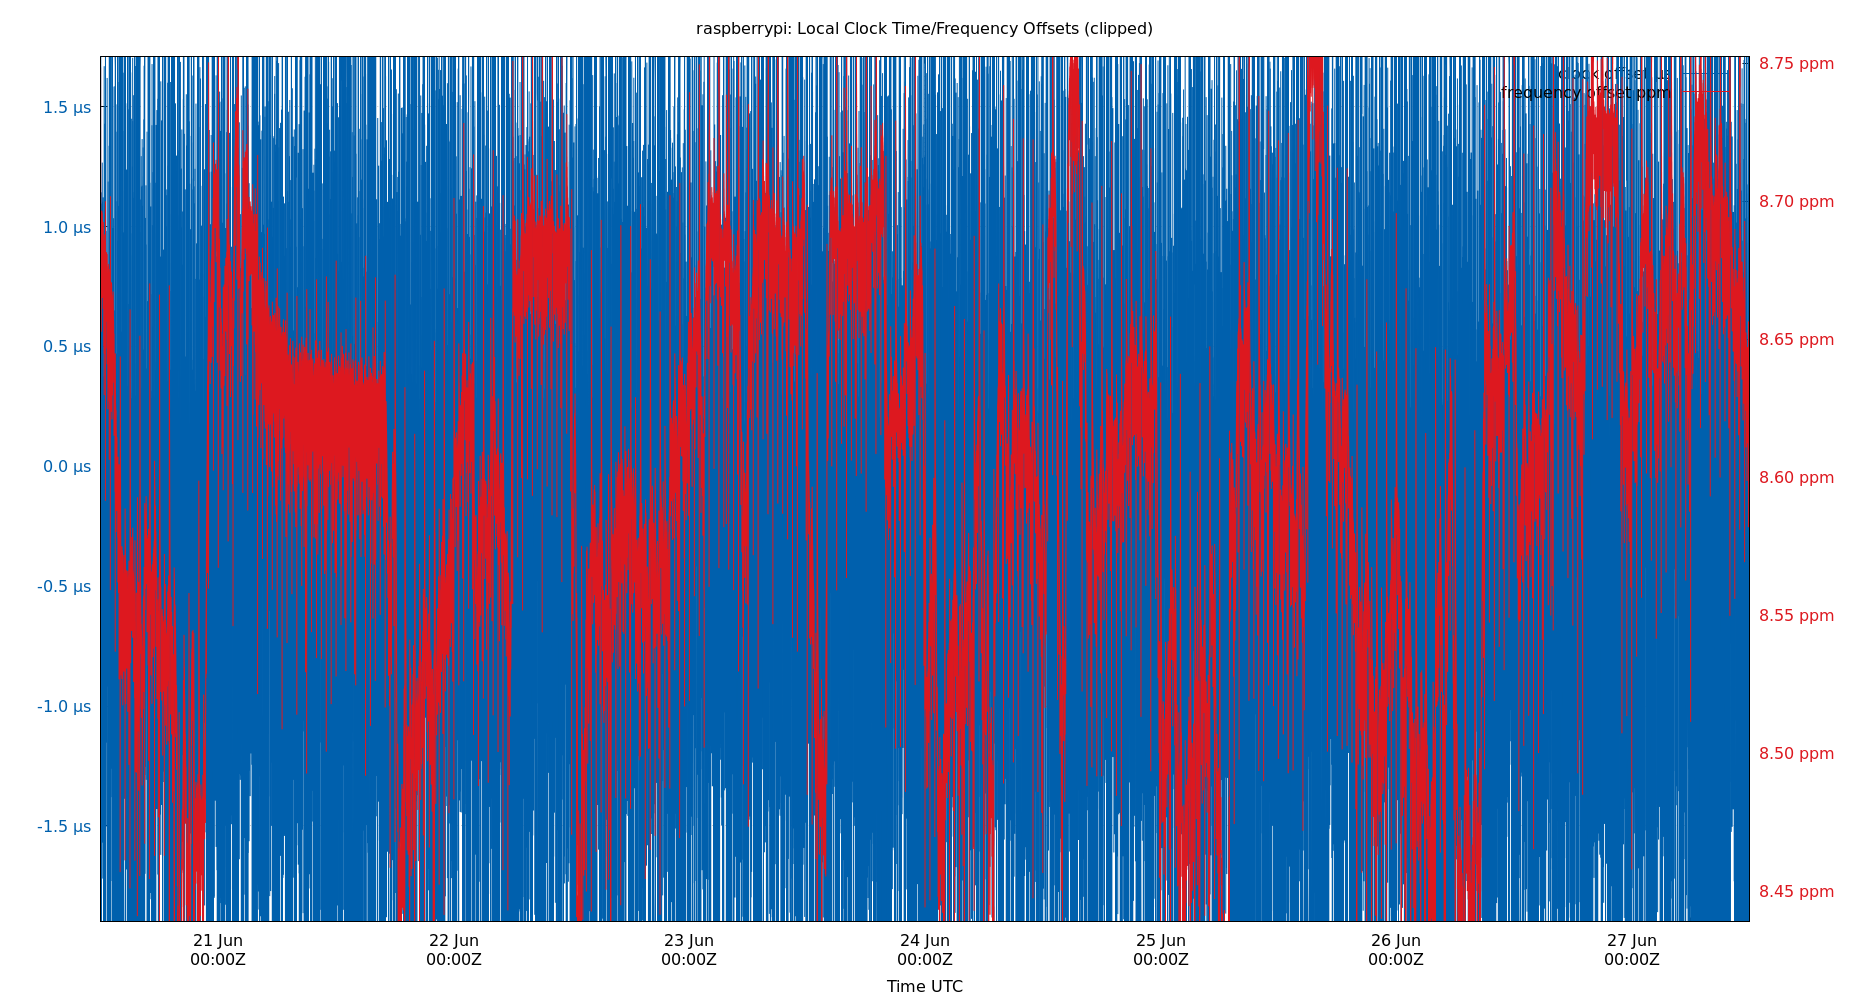 raspberrypi: Local Clock Time/Frequency Offsets (clipped)
clock offset µs
frequency offset ppm
1.5 µs
1.0 µs
0.5 µs
0.0 µs
-0.5 µs
-1.0 µs
-1.5 µs
8.75 ppm
8.70 ppm
8.65 ppm
8.60 ppm
8.55 ppm
8.50 ppm
8.45 ppm
21 Jun
00:00Z
22 Jun
00:00Z
23 Jun
00:00Z
24 Jun
00:00Z
25 Jun
00:00Z
26 Jun
00:00Z
27 Jun
00:00Z
Time UTC